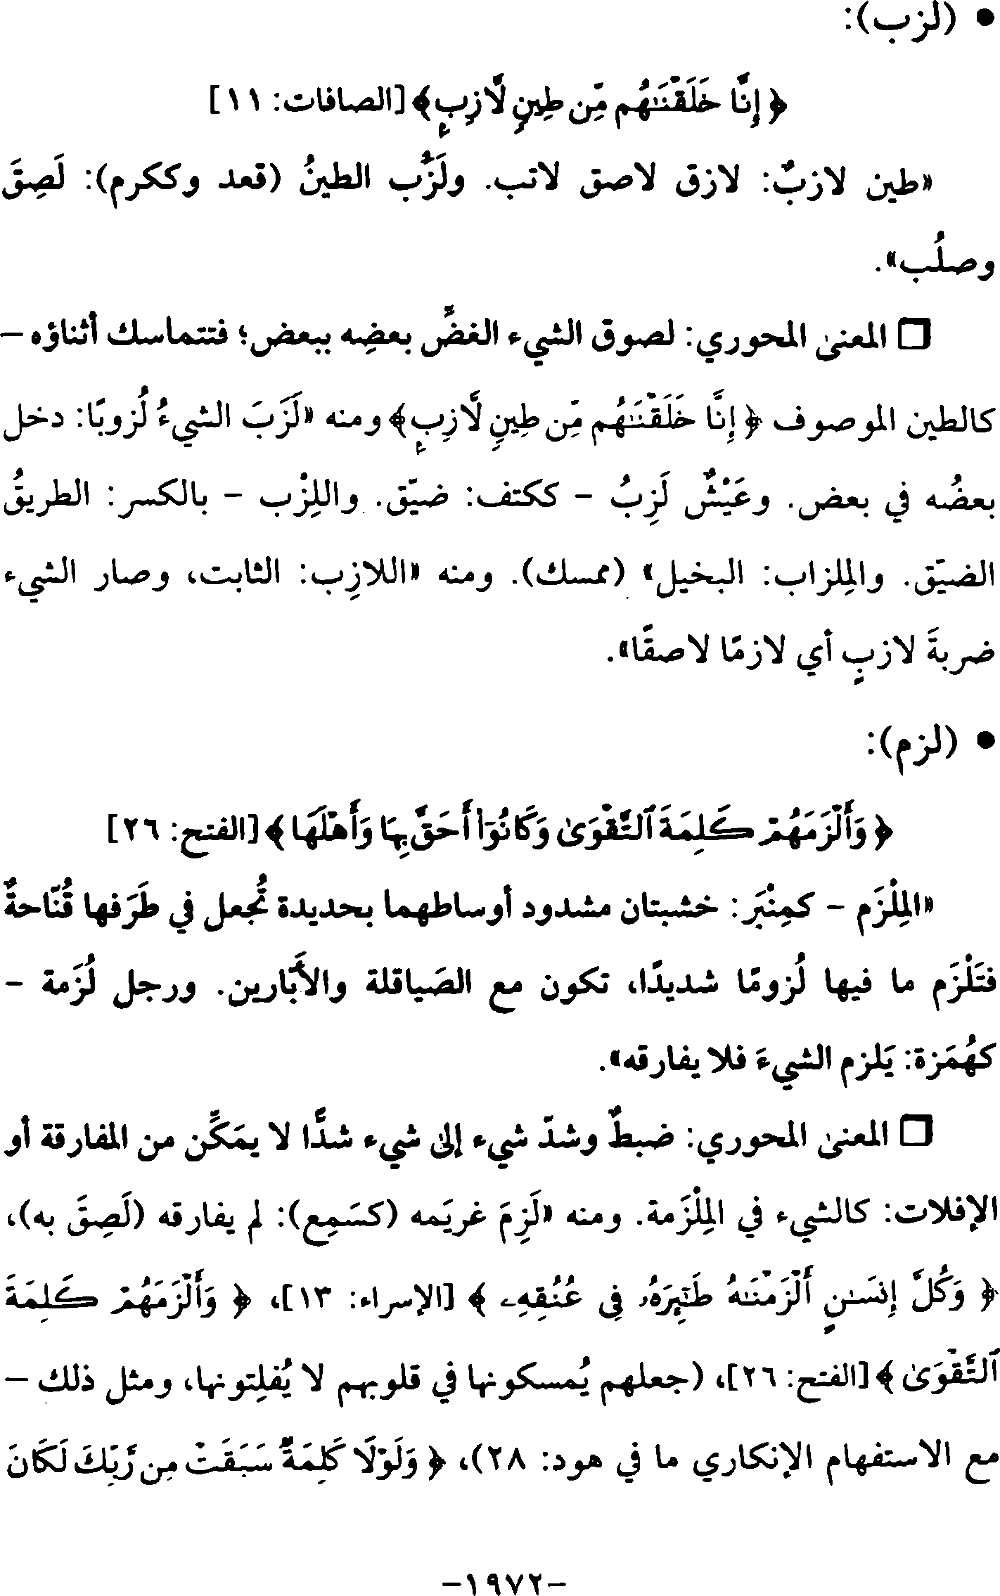 • (لزب):
﴿ إِنَّا خَلَقْنَٰهُم مِّن طِينٍ لَّازِبٍ ﴾ [الصافات: ١١]
«طين لازبٌ: لازق لاصق لاتب. ولَزُب الطينُ (قعد وككرم): لَصِقَ
وصلُب».
□ المعنى المحوري: لصوق الشيء الغضِّ بعضِه ببعض؛ فتتماسك أثناؤه –
كالطين الموصوف ﴿ إِنَّا خَلَقْنَٰهُم مِّن طِينٍ لَّازِبٍ ﴾ ومنه «لَزَبَ الشيءُ لُزوبًا: دخل
بعضُه في بعض. وعَيْشٌ لَزِبُ – ككتف: ضيّق. واللِزْب – بالكسر: الطريقُ
الضيّق. والمِلزاب: البخيل» (ممسك). ومنه «اللازِب: الثابت، وصار الشيء
ضربةَ لازبٍ أي لازمًا لاصقًا».
• (لزم):
﴿ وَأَلْزَمَهُمْ كَلِمَةَ ٱلتَّقْوَىٰ وَكَانُوٓا۟ أَحَقَّ بِهَا وَأَهْلَهَا ﴾ [الفتح: ٢٦]
«المِلْزَم – كمِنْبَر: خشبتان مشدود أوساطهما بحديدة تُجعل في طَرَفها قُنّاحةٌ
فتَلْزَم ما فيها لُزومًا شديدًا، تكون مع الصَياقلة والأَبّارين. ورجل لُزَمة –
كهُمَزة: يَلزم الشيءَ فلا يفارقه».
□ المعنى المحوري: ضبطٌ وشدّ شيء إلى شيء شدًّا لا يمَكِّن من المفارقة أو
الإفلات: كالشيء في المِلْزَمة. ومنه «لَزِمَ غريَمه (كسَمِع): لم يفارقه (لَصِقَ به)،
﴿ وَكُلَّ إِنسَٰنٍ أَلْزَمْنَٰهُ طَٰٓئِرَهُۥ فِى عُنُقِهِۦ ﴾ [الإسراء: ١٣]، ﴿ وَأَلْزَمَهُمْ كَلِمَةَ
ٱلتَّقْوَىٰ ﴾ [الفتح: ٢٦]، (جعلهم يُمسكونها في قلوبهم لا يُفلِتونها، ومثل ذلك –
مع الاستفهام الإنكاري ما في هود: ٢٨)، ﴿ وَلَوْلَا كَلِمَةٌ سَبَقَتْ مِن رَّبِّكَ لَكَانَ
–١٩٧٢–